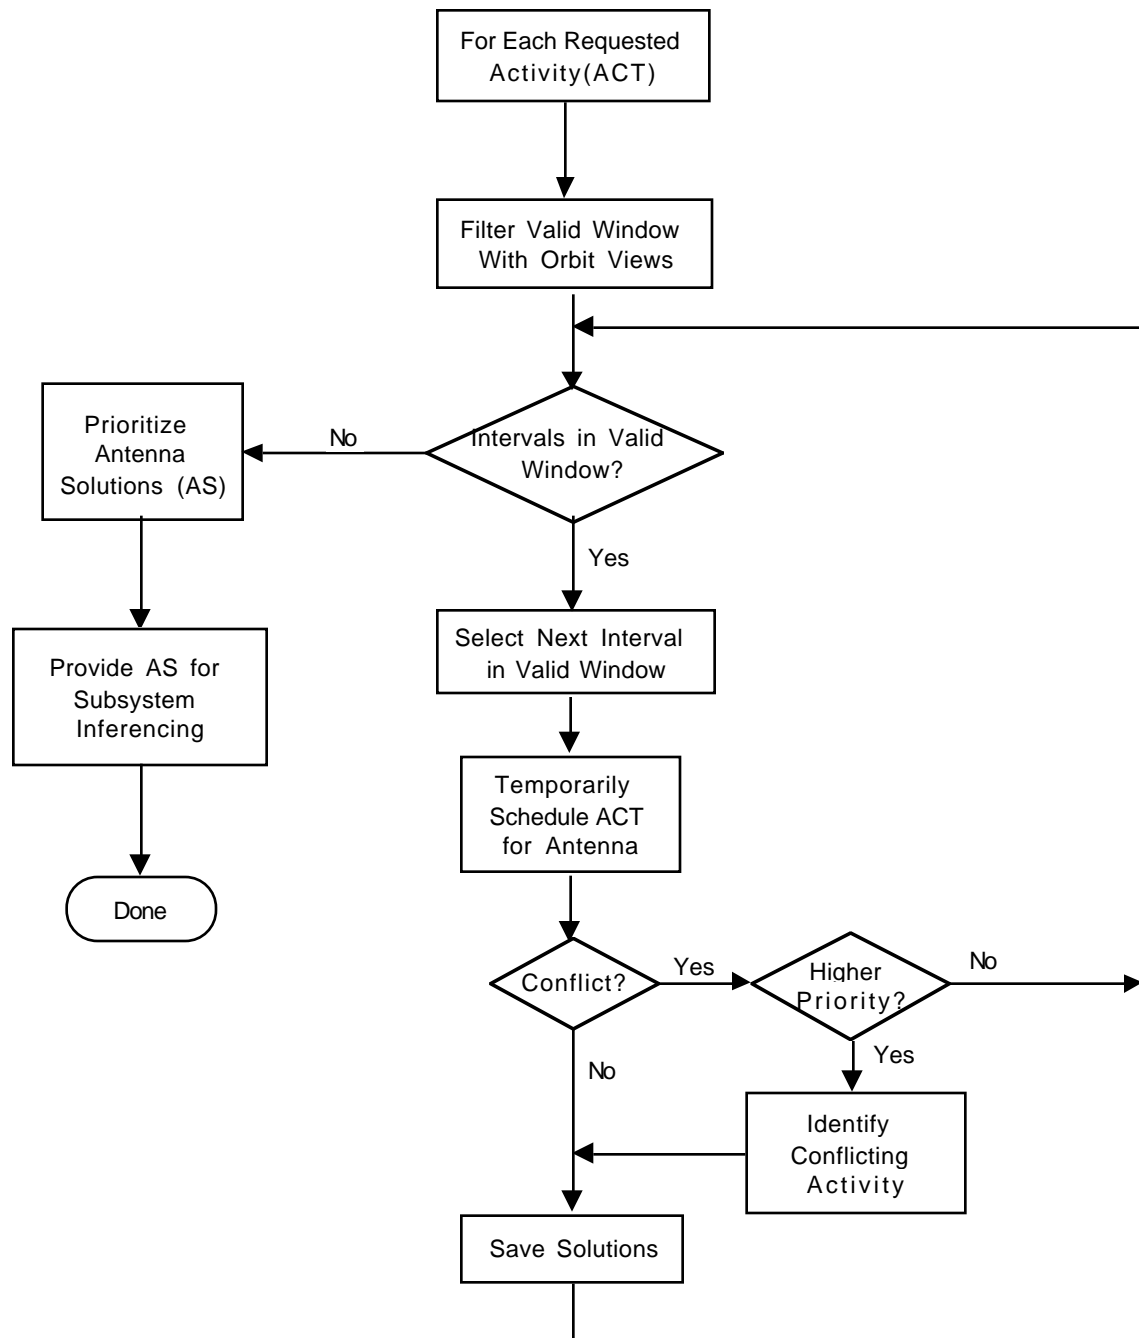 For Each Requested
Activity(ACT)
Filter Valid Window
With Orbit Views
Prioritize
Antenna
Solutions (AS)
No
Intervals in Valid
Window?
Yes
Provide AS for
Subsystem
Inferencing
Select Next Interval
in Valid Window
Temporarily
Schedule ACT
for Antenna
Done
Conflict?
Yes
Higher
Priority?
No
No
Yes
Identify
Conflicting
Activity
Save Solutions